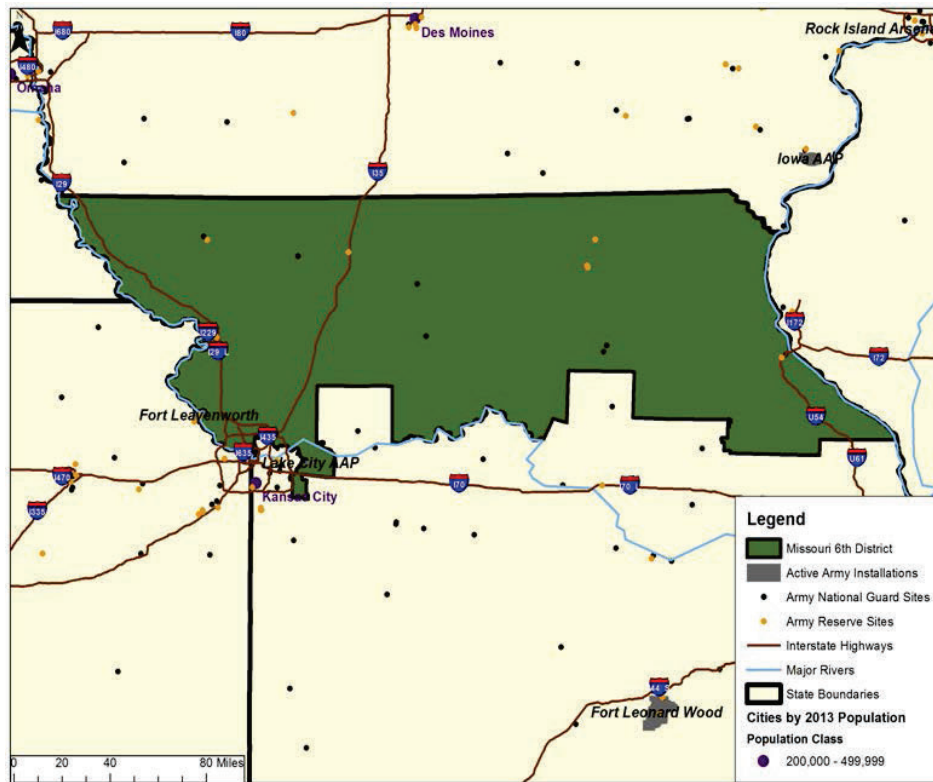 N
I680
I80
Des Moines
Rock Island Arsena
I480
Omaha
Iowa AAP
I29
I35
I172
I229
I29
I72
Fort Leavenworth
U54
I435
I635
Lake City AAP
U61
I470
Kansas City
I70
70
I335
Legend
Missouri 6th District
Active Army Installations
Army National Guard Sites
Army Reserve Sites
Interstate Highways
Major Rivers
State Boundaries
Cities by 2013 Population
Population Class
200,000 - 499,999
44
Fort Leonard Wood
0 20 40 80 Miles